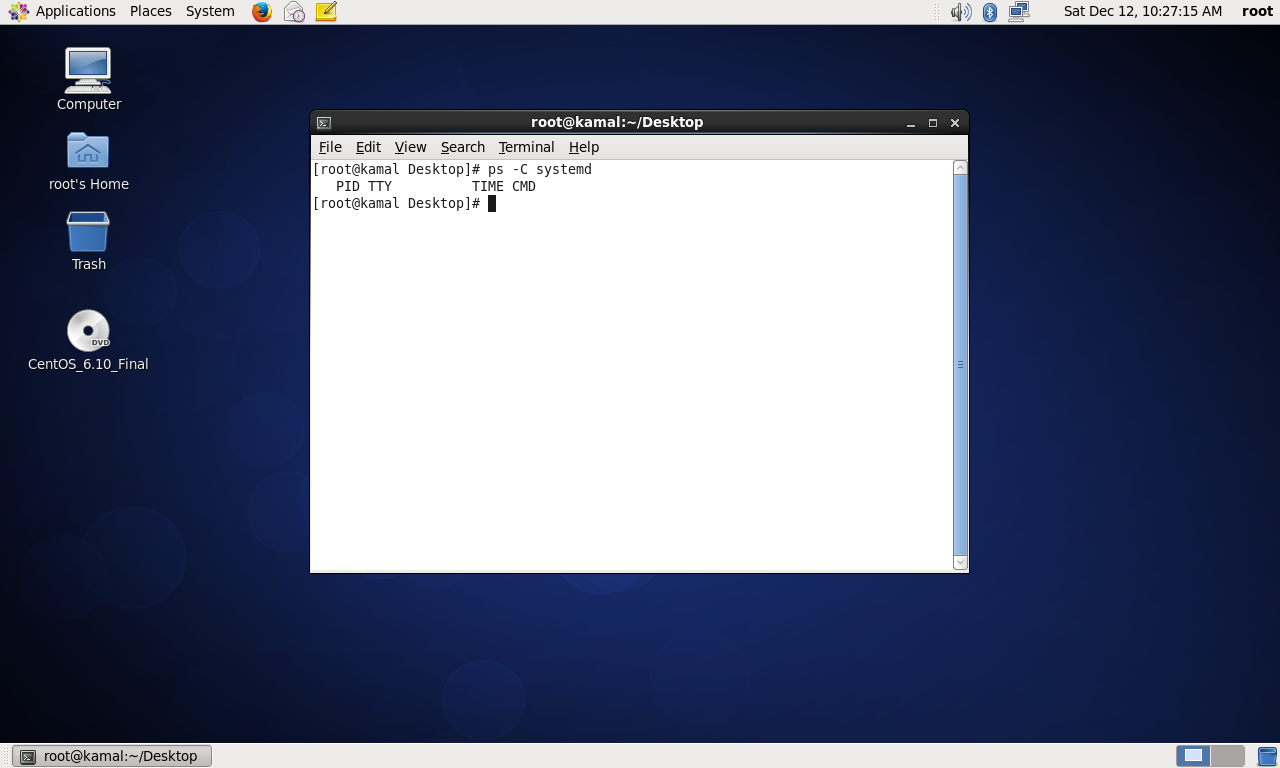 Applications Places System Sat Dec 12, 10:27:15 AM root
Computer
root's Home
Trash
DVD
CentOS_6.10_Final
root@kamal:~/Desktop
File Edit View Search Terminal Help
[root@kamal Desktop]# ps -C systemd
   PID TTY          TIME CMD
[root@kamal Desktop]#
root@kamal:~/Desktop